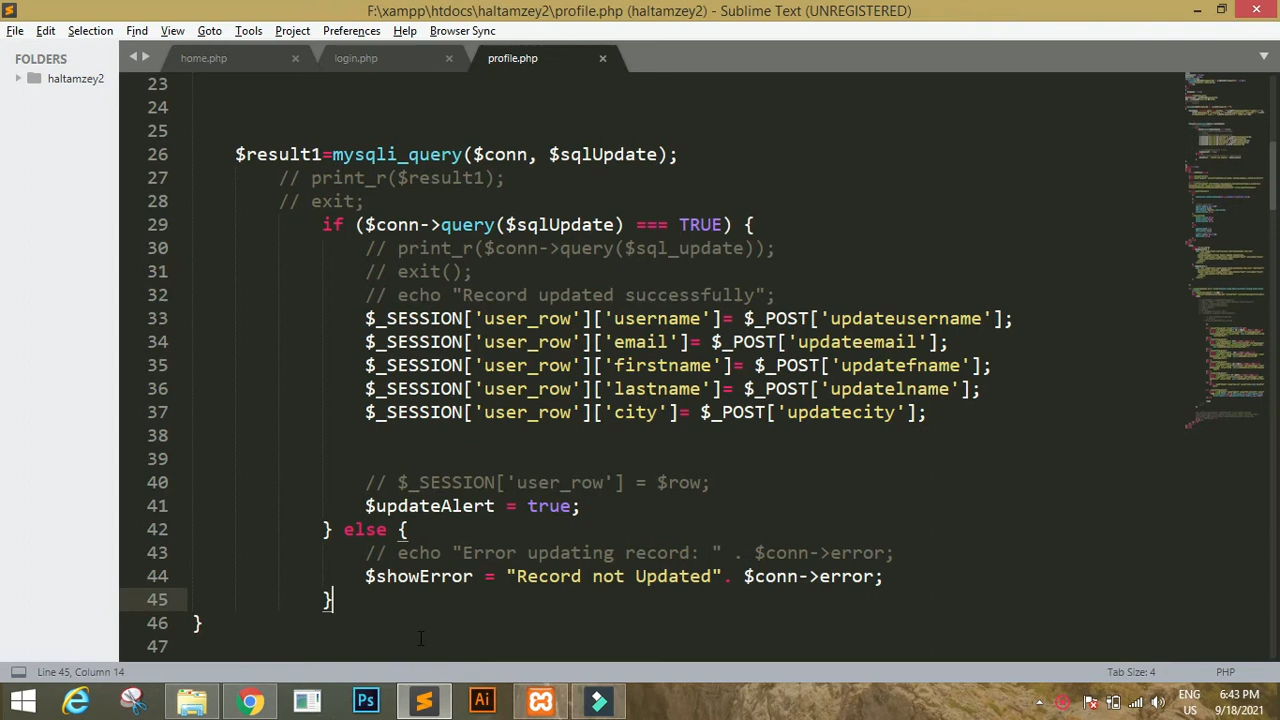 F:\xampp\htdocs\haltamzey2\profile.php (haltamzey2) - Sublime Text (UNREGISTERED)
File Edit Selection Find View Goto Tools Project Preferences Help Browser Sync
FOLDERS
haltamzey2
home.php × login.php × profile.php ×
23
24
25
26 $result1=mysqli_query($conn, $sqlUpdate);
27 // print_r($result1);
28 // exit;
29 if ($conn->query($sqlUpdate) === TRUE) {
30 // print_r($conn->query($sql_update));
31 // exit();
32 // echo "Record updated successfully";
33 $_SESSION['user_row']['username']= $_POST['updateusername'];
34 $_SESSION['user_row']['email']= $_POST['updateemail'];
35 $_SESSION['user_row']['firstname']= $_POST['updatefname'];
36 $_SESSION['user_row']['lastname']= $_POST['updatelname'];
37 $_SESSION['user_row']['city']= $_POST['updatecity'];
38
39
40 // $_SESSION['user_row'] = $row;
41 $updateAlert = true;
42 } else {
43 // echo "Error updating record: " . $conn->error;
44 $showError = "Record not Updated". $conn->error;
45 }
46 }
47
Line 45, Column 14 Tab Size: 4 PHP
Ps Ai
ENG 6:43 PM
US 9/18/2021